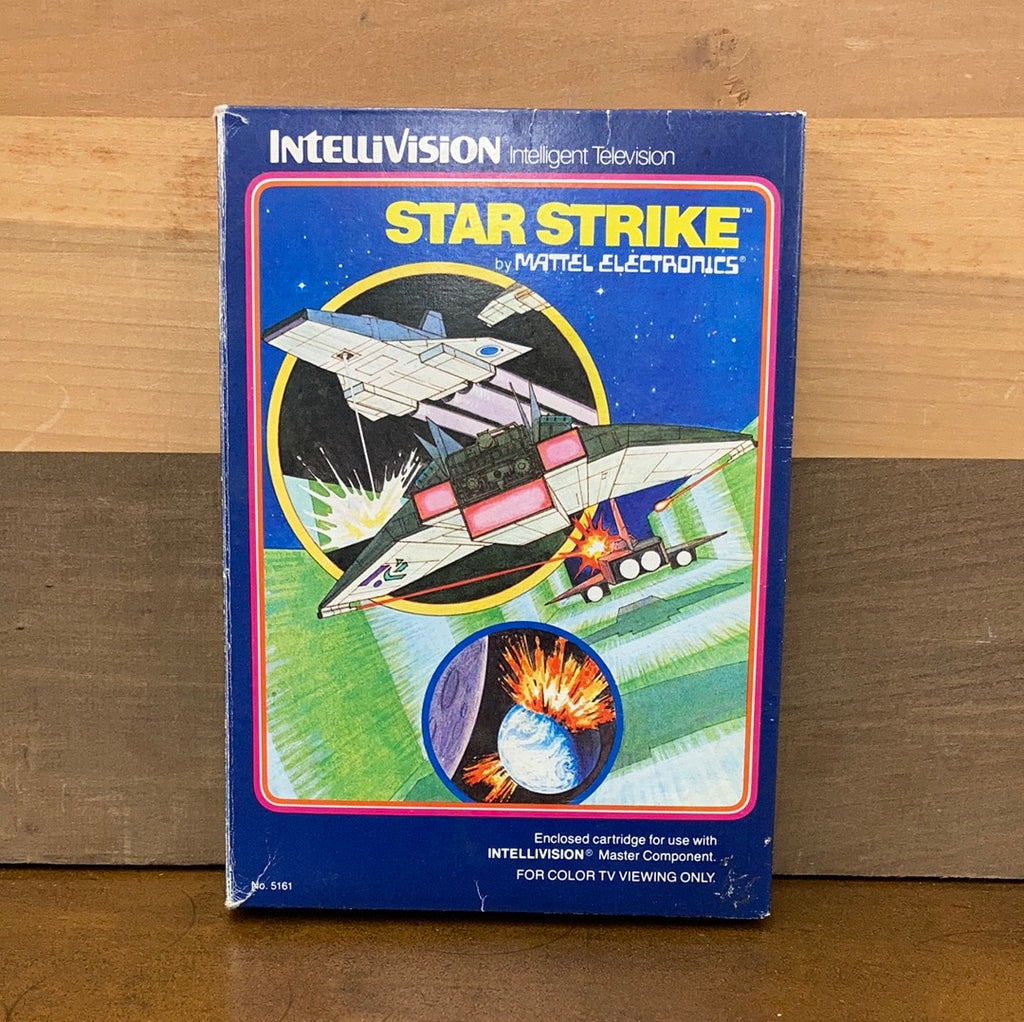 INTELLIVISION Intelligent Television
STAR STRIKE™
by MATTEL ELECTRONICS®
Enclosed cartridge for use with
INTELLIVISION® Master Component.
FOR COLOR TV VIEWING ONLY.
No. 5161